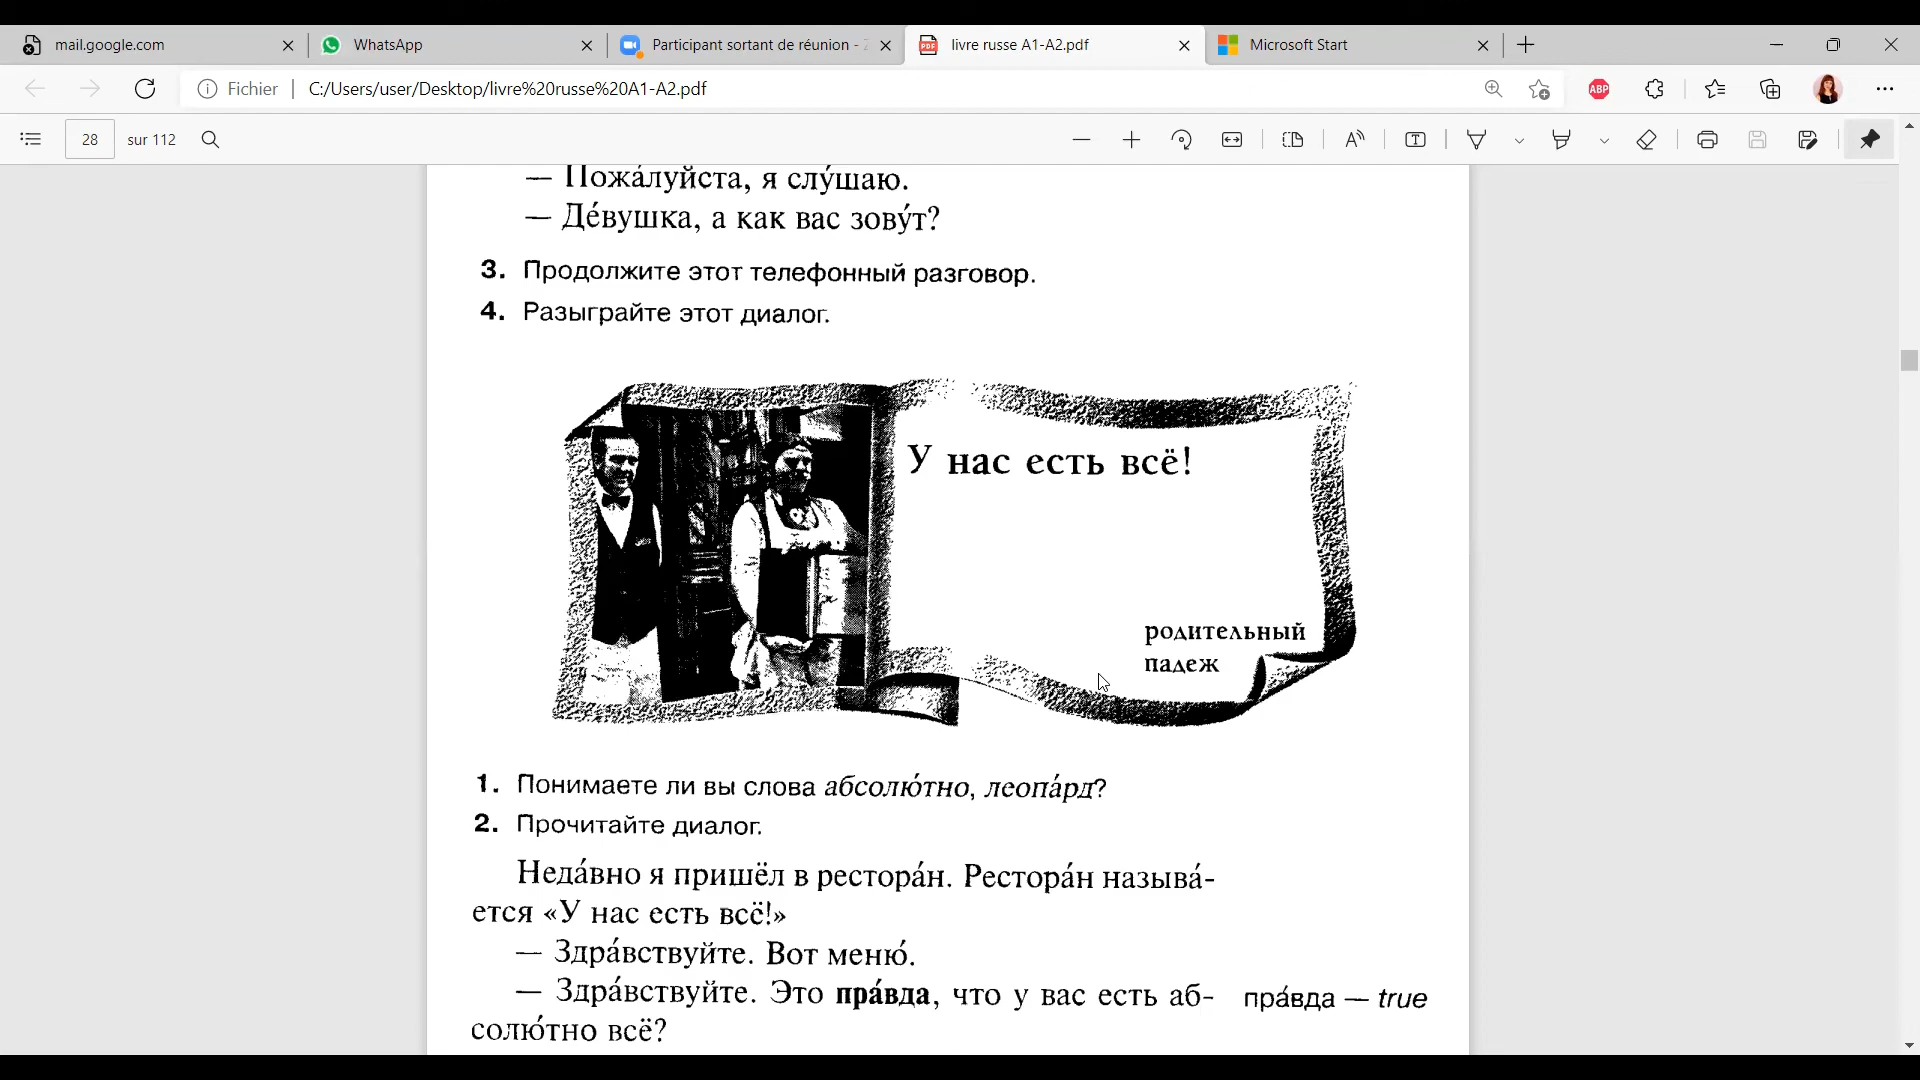 mail.google.com
WhatsApp
Participant sortant de réunion -
livre russe A1-A2.pdf
Microsoft Start
Fichier
C:/Users/user/Desktop/livre%20russe%20A1-A2.pdf
ABP
28 sur 112
— Пожа́луйста, я слу́шаю.
— Де́вушка, а как вас зову́т?
3. Продолжите этот телефонный разговор.
4. Разыграйте этот диалог.
У нас есть всё!
родительный
падеж
1. Понимаете ли вы слова абсолю́тно, леопа́рд?
2. Прочитайте диалог.
Неда́вно я пришёл в рестора́н. Рестора́н называ́-
ется «У нас есть всё!»
— Здра́вствуйте. Вот меню́.
— Здра́вствуйте. Это пра́вда, что у вас есть аб- пра́вда — true
солю́тно всё?